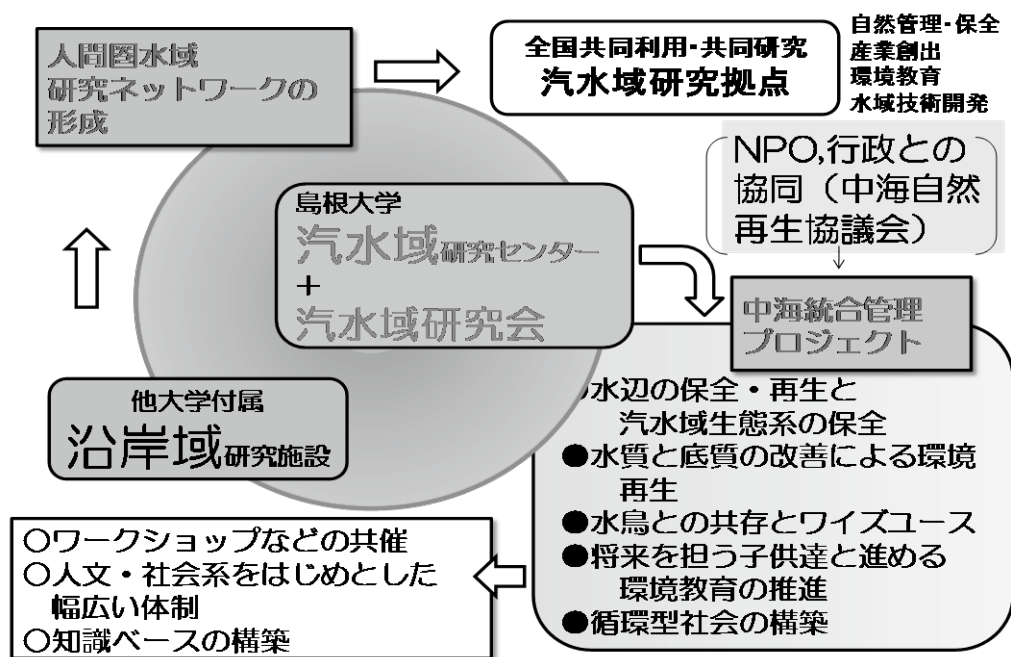 人間圏水域
研究ネットワークの
形成
全国共同利用・共同研究
汽水域研究拠点
自然管理・保全
産業創出
環境教育
水域技術開発
NPO,行政との
協同（中海自然
再生協議会）
島根大学
汽水域研究センター
+
汽水域研究会
中海統合管理
プロジェクト
他大学付属
沿岸域研究施設
●水辺の保全・再生と
汽水域生態系の保全
●水質と底質の改善による環境
再生
●水鳥との共存とワイズユース
●将来を担う子供達と進める
環境教育の推進
●循環型社会の構築
○ワークショップなどの共催
○人文・社会系をはじめとした
幅広い体制
○知識ベースの構築